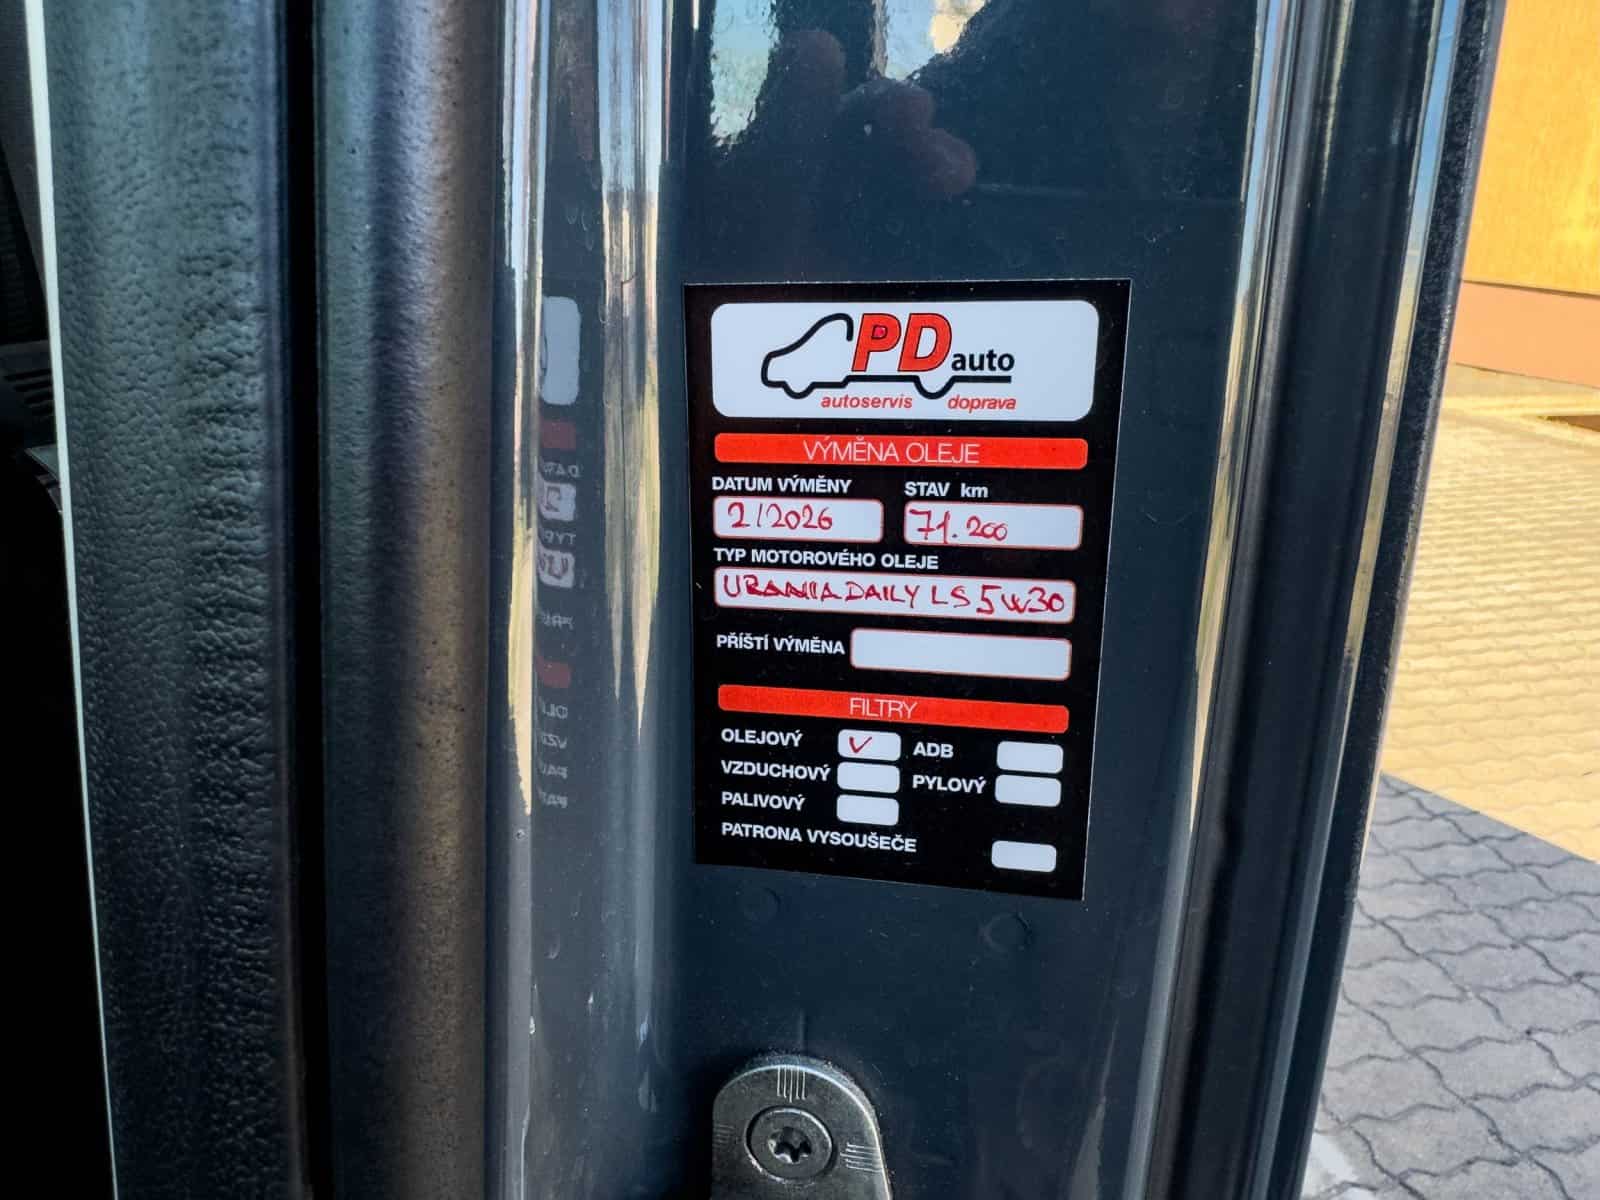 PD auto
autoservis doprava
VÝMĚNA OLEJE
DATUM VÝMĚNY STAV km
2/2026 71.200
TYP MOTOROVÉHO OLEJE
URANIA DAILY LS 5W30
PŘÍŠTÍ VÝMĚNA
FILTRY
OLEJOVÝ V ADB
VZDUCHOVÝ PYLOVÝ
PALIVOVÝ
PATRONA VYSOUŠEČE